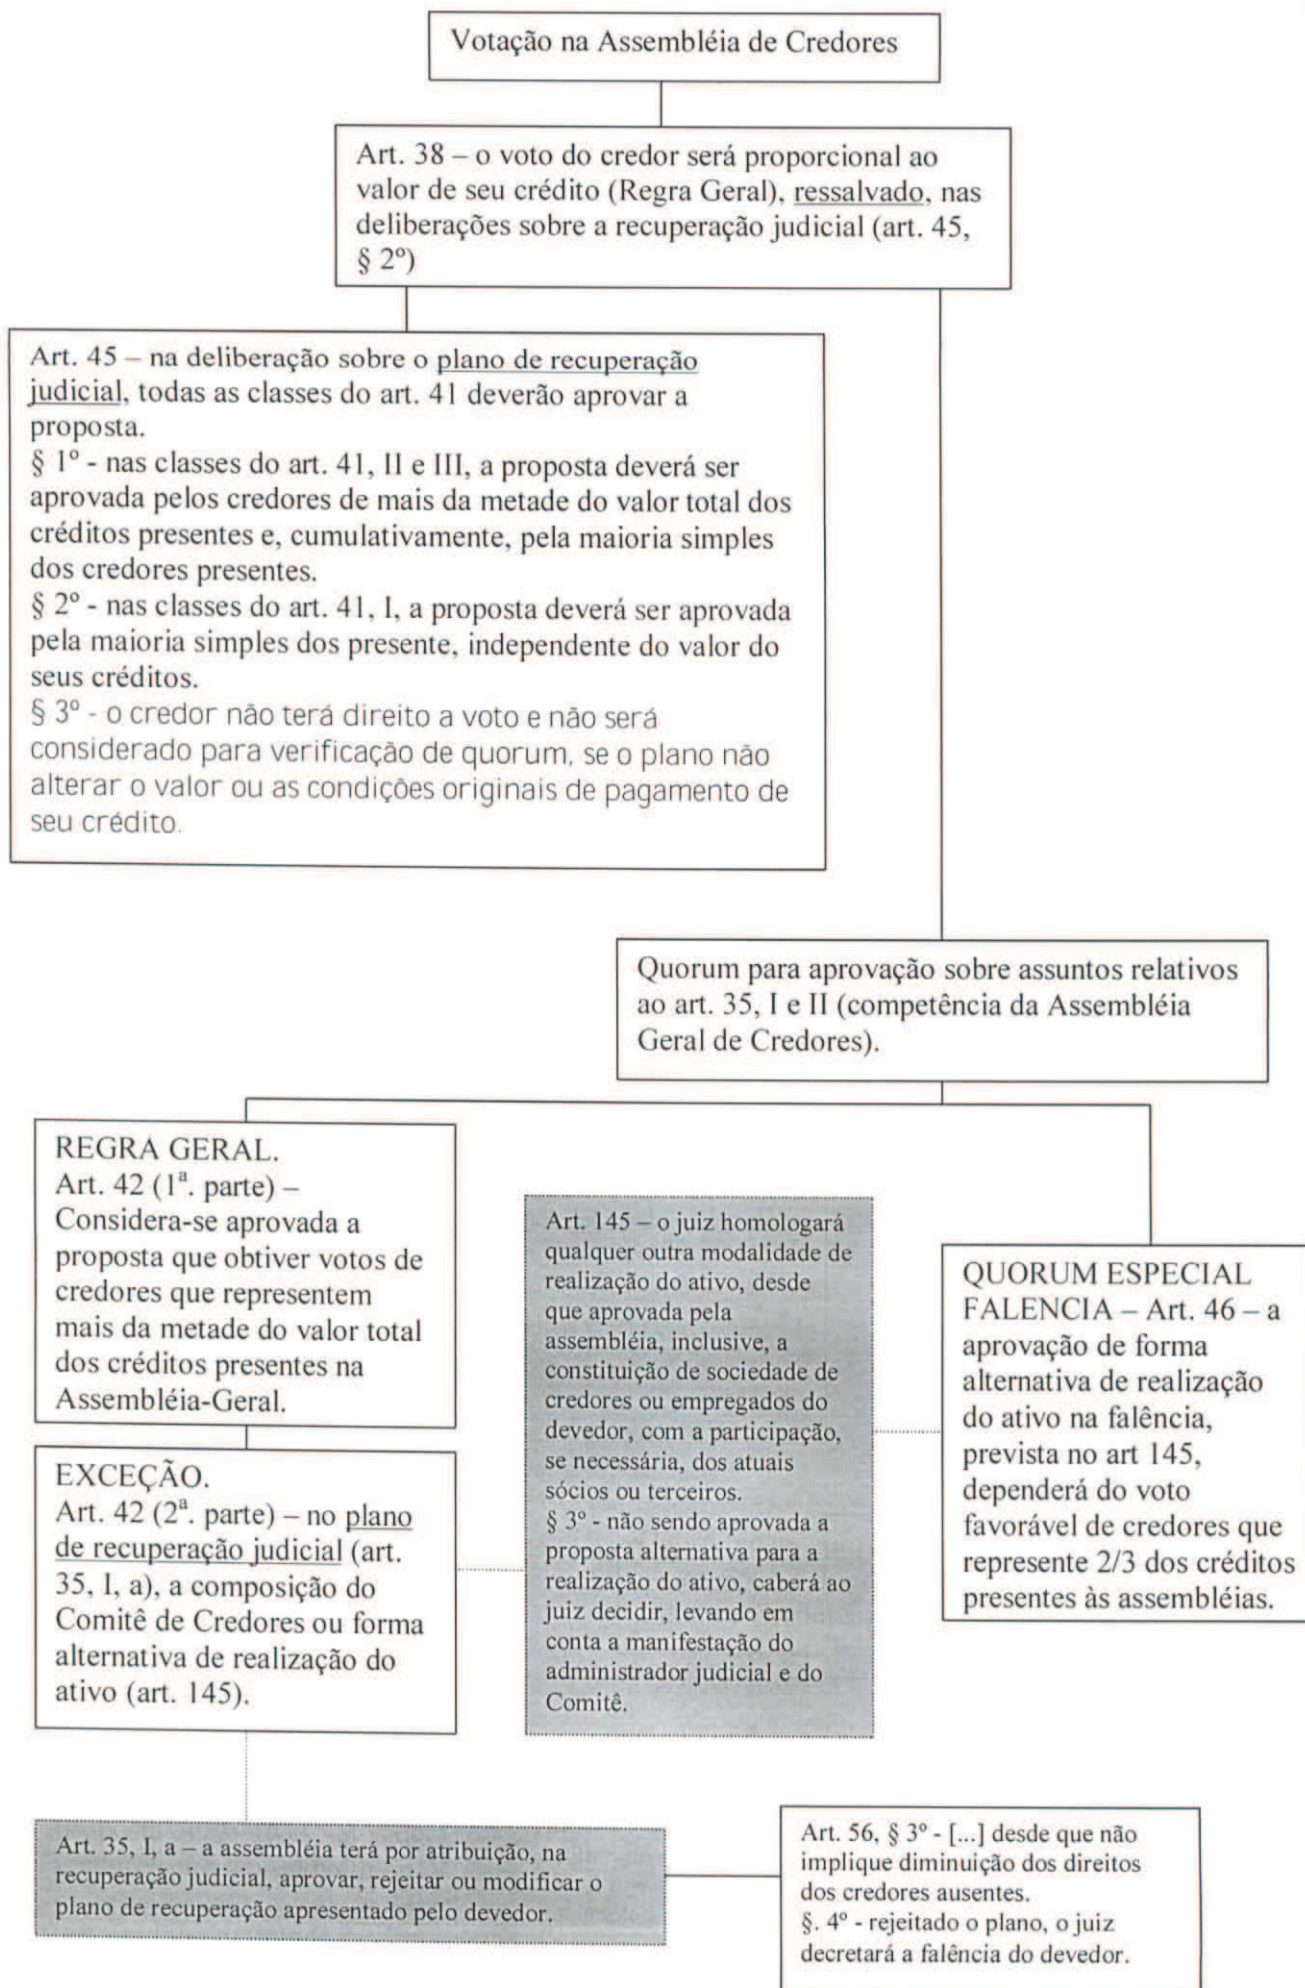 Votação na Assembléia de Credores
Art. 38 – o voto do credor será proporcional ao
valor de seu crédito (Regra Geral), ressalvado, nas
deliberações sobre a recuperação judicial (art. 45,
§ 2º)
Art. 45 – na deliberação sobre o plano de recuperação
judicial, todas as classes do art. 41 deverão aprovar a
proposta.
§ 1º - nas classes do art. 41, II e III, a proposta deverá ser
aprovada pelos credores de mais da metade do valor total dos
créditos presentes e, cumulativamente, pela maioria simples
dos credores presentes.
§ 2º - nas classes do art. 41, I, a proposta deverá ser aprovada
pela maioria simples dos presente, independente do valor do
seus créditos.
§ 3º - o credor não terá direito a voto e não será
considerado para verificação de quorum, se o plano não
alterar o valor ou as condições originais de pagamento de
seu crédito.
Quorum para aprovação sobre assuntos relativos
ao art. 35, I e II (competência da Assembléia
Geral de Credores).
REGRA GERAL.
Art. 42 (1ª. parte) –
Considera-se aprovada a
proposta que obtiver votos de
credores que representem
mais da metade do valor total
dos créditos presentes na
Assembléia-Geral.
EXCEÇÃO.
Art. 42 (2ª. parte) – no plano
de recuperação judicial (art.
35, I, a), a composição do
Comitê de Credores ou forma
alternativa de realização do
ativo (art. 145).
Art. 145 – o juiz homologará
qualquer outra modalidade de
realização do ativo, desde
que aprovada pela
assembléia, inclusive, a
constituição de sociedade de
credores ou empregados do
devedor, com a participação,
se necessária, dos atuais
sócios ou terceiros.
§ 3º - não sendo aprovada a
proposta alternativa para a
realização do ativo, caberá ao
juiz decidir, levando em
conta a manifestação do
administrador judicial e do
Comitê.
QUORUM ESPECIAL
FALENCIA – Art. 46 – a
aprovação de forma
alternativa de realização
do ativo na falência,
prevista no art 145,
dependerá do voto
favorável de credores que
represente 2/3 dos créditos
presentes às assembléias.
Art. 35, I, a – a assembléia terá por atribuição, na
recuperação judicial, aprovar, rejeitar ou modificar o
plano de recuperação apresentado pelo devedor.
Art. 56, § 3º - [...] desde que não
implique diminuição dos direitos
dos credores ausentes.
§. 4º - rejeitado o plano, o juiz
decretará a falência do devedor.